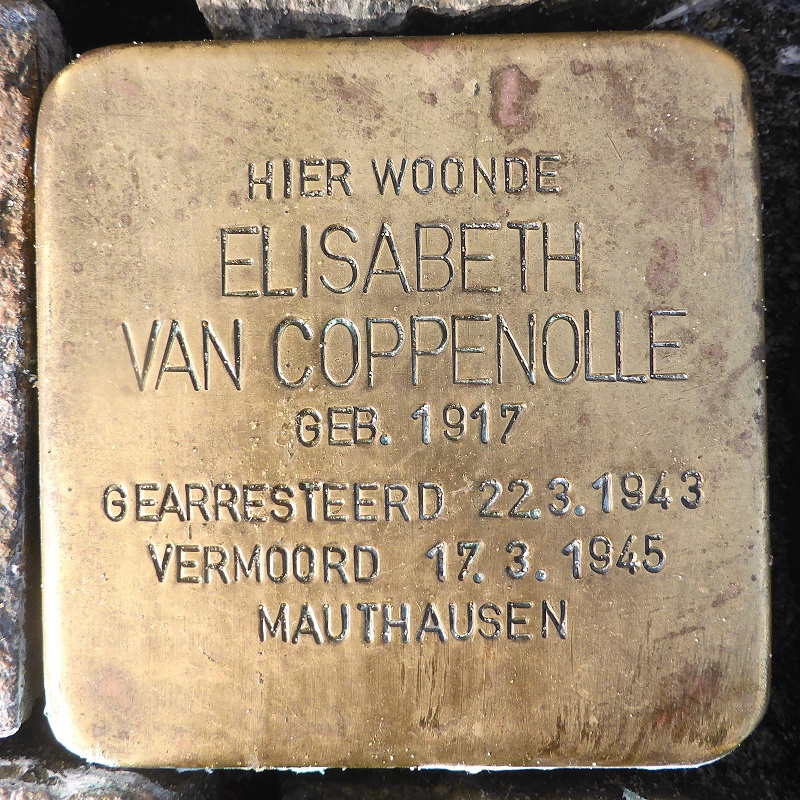 HIER WOONDE
ELISABETH
VAN COPPENOLLE
GEB. 1917
GEARRESTEERD 22.3.1943
VERMOORD 17.3.1945
MAUTHAUSEN